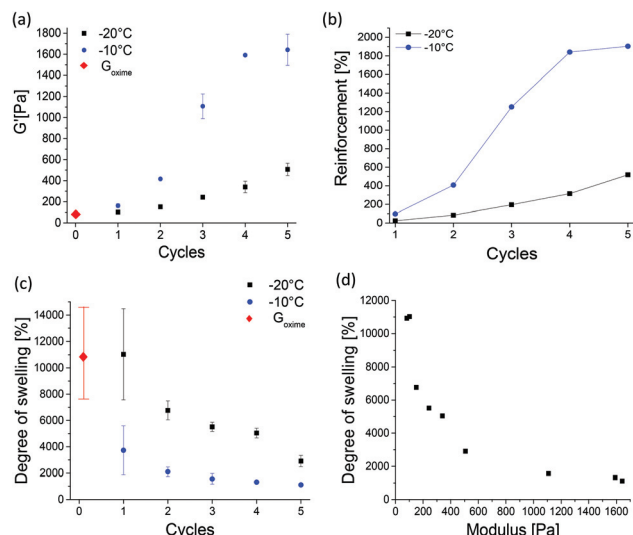 (a)
-20°C
-10°C
G_oxime
G'[Pa]
1800
1600
1400
1200
1000
800
600
400
200
0
0 1 2 3 4 5
Cycles
(b)
-20°C
-10°C
Reinforcement [%]
2000
1800
1600
1400
1200
1000
800
600
400
200
0
1 2 3 4 5
Cycles
(c)
-20°C
-10°C
G_oxime
Degree of swelling [%]
14000
12000
10000
8000
6000
4000
2000
0
0 1 2 3 4 5
Cycles
(d)
Degree of swelling [%]
12000
10000
8000
6000
4000
2000
0
0 200 400 600 800 1000 1200 1400 1600
Modulus [Pa]